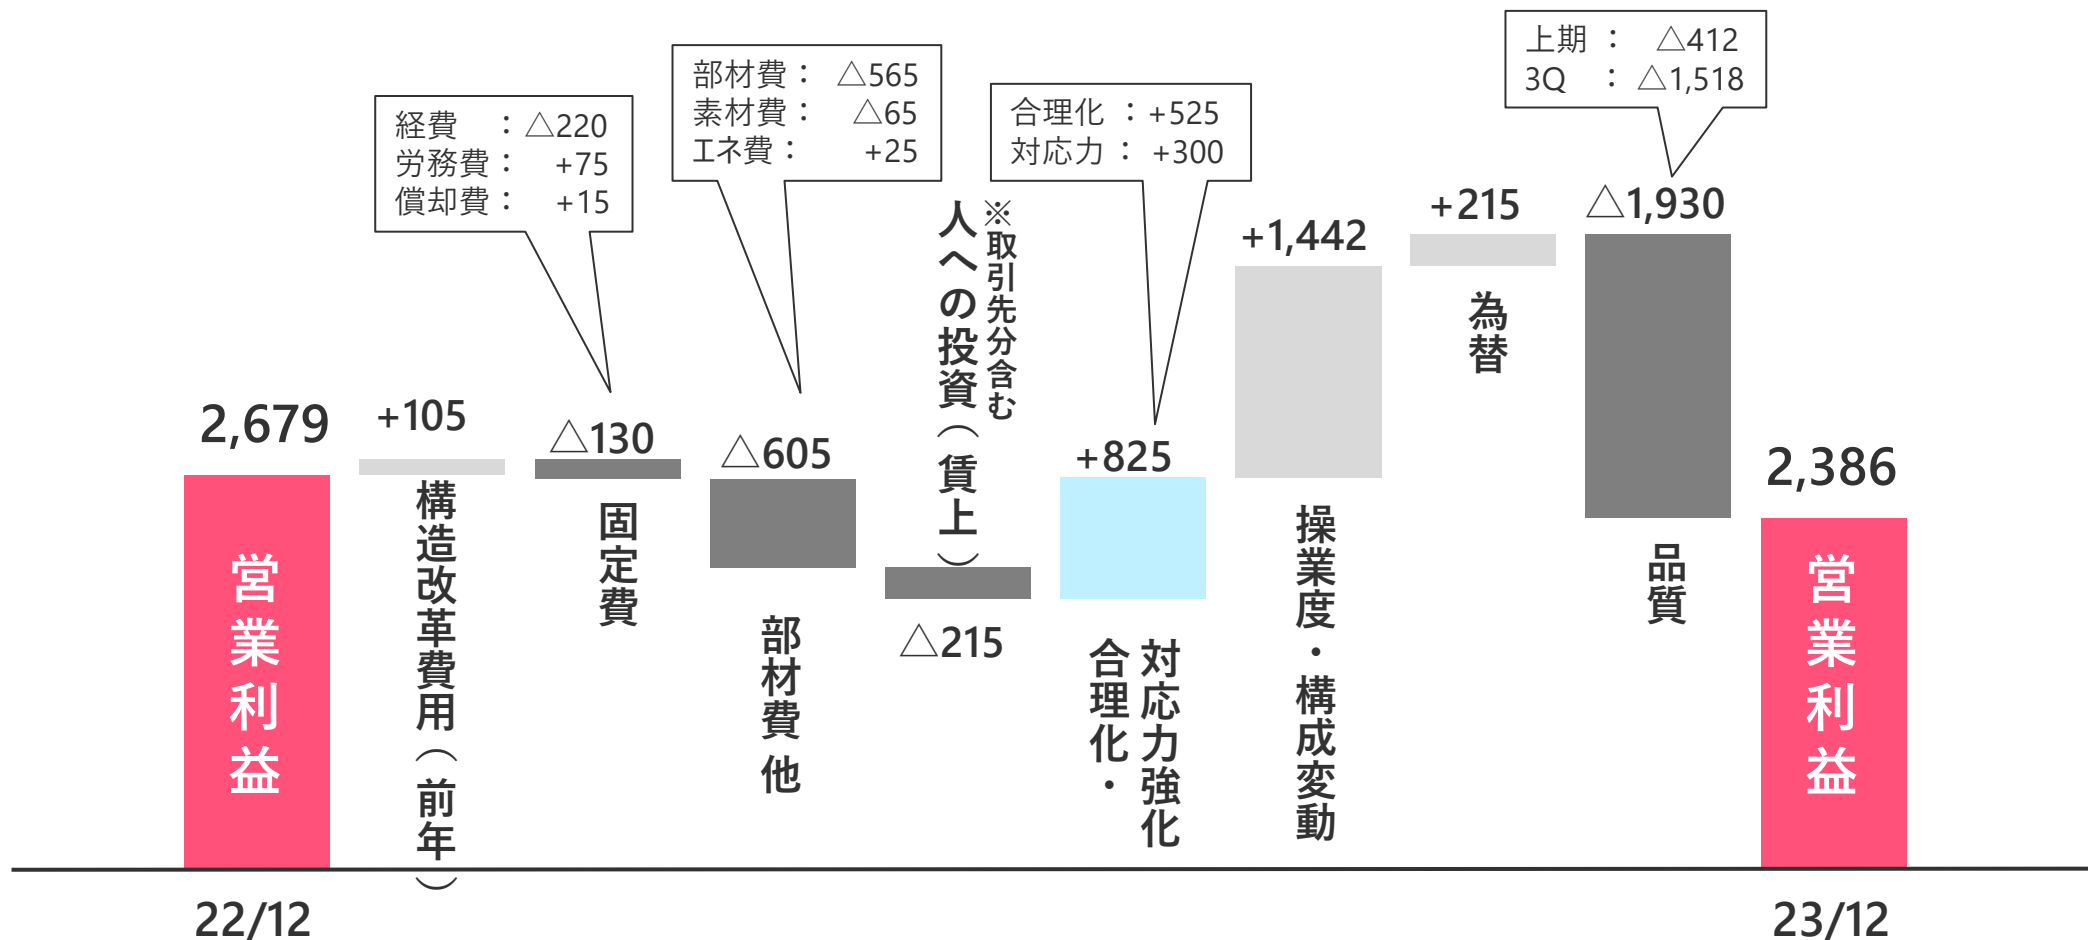 2,679
営業利益
22/12
+105
構造改革費用（前年）
経費　：△220
労務費：　+75
償却費：　+15
△130
固定費
部材費：　△565
素材費：　△65
エネ費：　+25
△605
部材費 他
人への投資（賃上）
※取引先分含む
△215
合理化：+525
対応力：+300
+825
合理化・
対応力強化
+1,442
操業度・構成変動
+215
為替
上期：　△412
3Q　：△1,518
△1,930
品質
2,386
営業利益
23/12